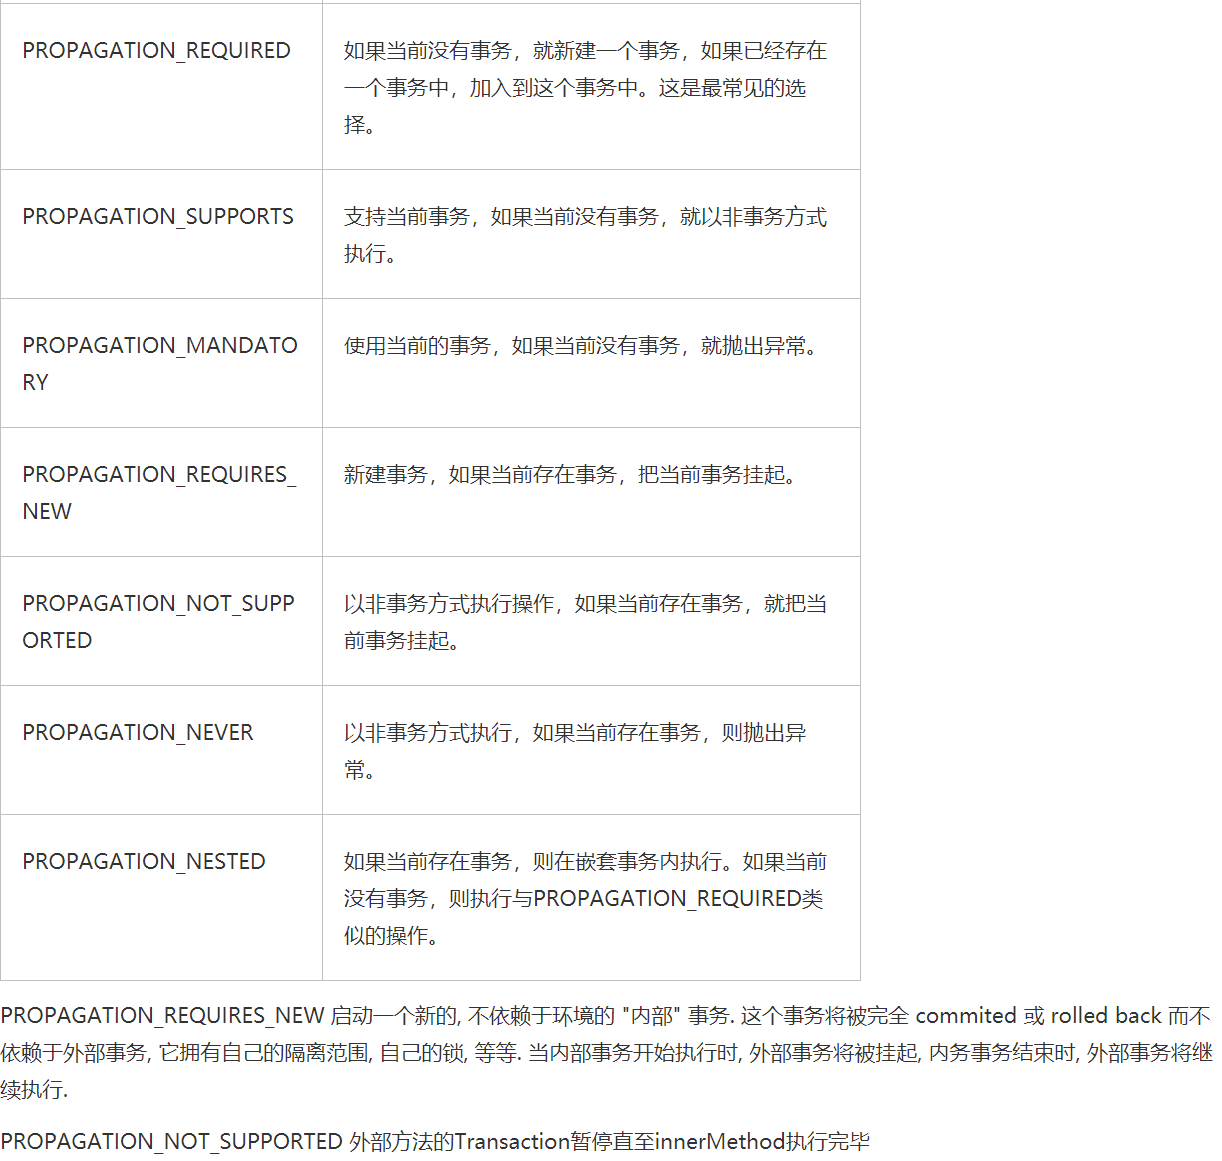 PROPAGATION_REQUIRED
如果当前没有事务，就新建一个事务，如果已经存在
一个事务中，加入到这个事务中。这是最常见的选
择。
PROPAGATION_SUPPORTS
支持当前事务，如果当前没有事务，就以非事务方式
执行。
PROPAGATION_MANDATO
RY
使用当前的事务，如果当前没有事务，就抛出异常。
PROPAGATION_REQUIRES_
NEW
新建事务，如果当前存在事务，把当前事务挂起。
PROPAGATION_NOT_SUPP
ORTED
以非事务方式执行操作，如果当前存在事务，就把当
前事务挂起。
PROPAGATION_NEVER
以非事务方式执行，如果当前存在事务，则抛出异
常。
PROPAGATION_NESTED
如果当前存在事务，则在嵌套事务内执行。如果当前
没有事务，则执行与PROPAGATION_REQUIRED类
似的操作。
PROPAGATION_REQUIRES_NEW 启动一个新的, 不依赖于环境的 "内部" 事务. 这个事务将被完全 commited 或 rolled back 而不
依赖于外部事务, 它拥有自己的隔离范围, 自己的锁, 等等. 当内部事务开始执行时, 外部事务将被挂起, 内务事务结束时, 外部事务将继
续执行.
PROPAGATION_NOT_SUPPORTED 外部方法的Transaction暂停直至innerMethod执行完毕